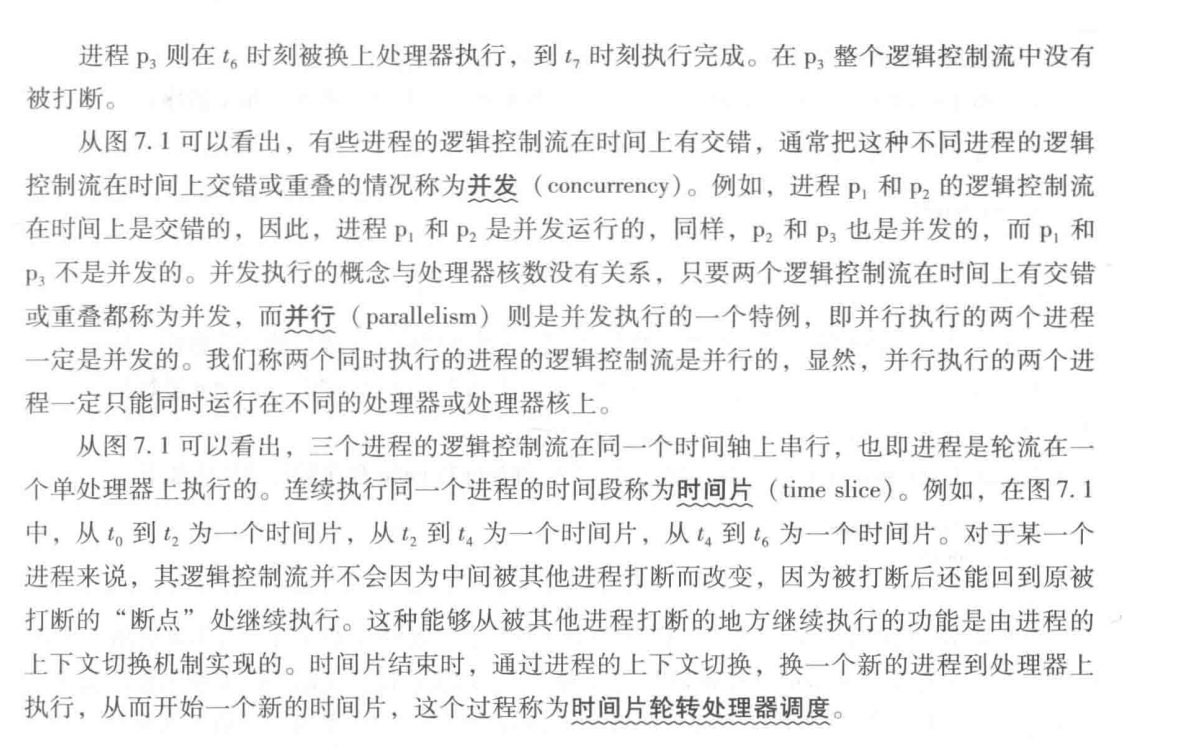 进程 p₃ 则在 t₆ 时刻被换上处理器执行，到 t₇ 时刻执行完成。在 p₃ 整个逻辑控制流中没有
被打断。
从图 7.1 可以看出，有些进程的逻辑控制流在时间上有交错，通常把这种不同进程的逻辑
控制流在时间上交错或重叠的情况称为并发（concurrency）。例如，进程 p₁ 和 p₂ 的逻辑控制流
在时间上是交错的，因此，进程 p₁ 和 p₂ 是并发运行的，同样，p₂ 和 p₃ 也是并发的，而 p₁ 和
p₃ 不是并发的。并发执行的概念与处理器核数没有关系，只要两个逻辑控制流在时间上有交错
或重叠都称为并发，而并行（parallelism）则是并发执行的一个特例，即并行执行的两个进程
一定是并发的。我们称两个同时执行的进程的逻辑控制流是并行的，显然，并行执行的两个进
程一定只能同时运行在不同的处理器或处理器核上。
从图 7.1 可以看出，三个进程的逻辑控制流在同一个时间轴上串行，也即进程是轮流在一
个单处理器上执行的。连续执行同一个进程的时间段称为时间片（time slice）。例如，在图 7.1
中，从 t₀ 到 t₂ 为一个时间片，从 t₂ 到 t₄ 为一个时间片，从 t₄ 到 t₆ 为一个时间片。对于某一个
进程来说，其逻辑控制流并不会因为中间被其他进程打断而改变，因为被打断后还能回到原被
打断的“断点”处继续执行。这种能够从被其他进程打断的地方继续执行的功能是由进程的
上下文切换机制实现的。时间片结束时，通过进程的上下文切换，换一个新的进程到处理器上
执行，从而开始一个新的时间片，这个过程称为时间片轮转处理器调度。